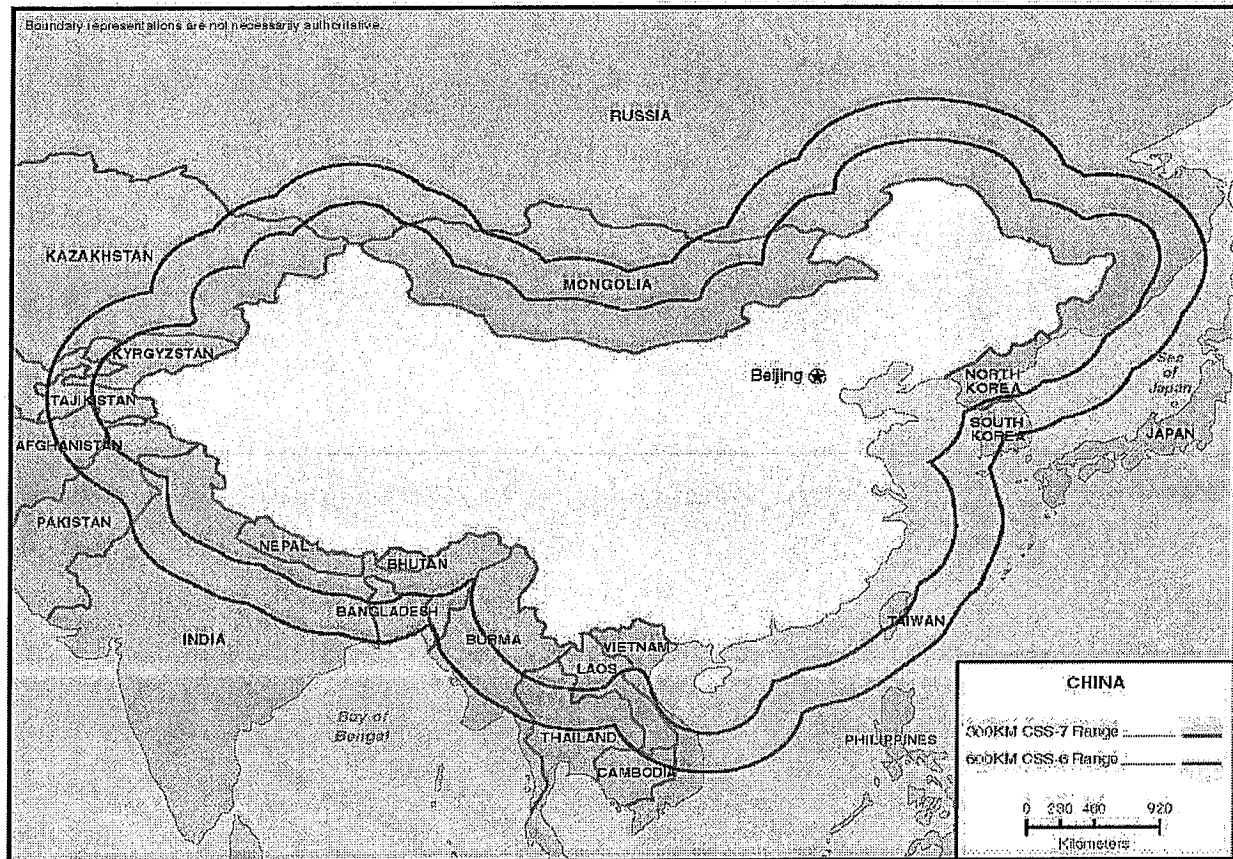 Boundary representations are not necessarily authoritative.
RUSSIA
KAZAKHSTAN
MONGOLIA
KYRGYZSTAN
Beijing
NORTH
KOREA
Sea
of
Japan
TAJIKISTAN
SOUTH
KOREA
JAPAN
AFGHANISTAN
PAKISTAN
NEPAL
BHUTAN
BANGLADESH
INDIA
BURMA
VIETNAM
LAOS
TAIWAN
Bay of
Bengal
THAILAND
CAMBODIA
PHILIPPINES
CHINA
300KM CSS-7 Range
600KM CSS-6 Range
0 400 920
Kilometers